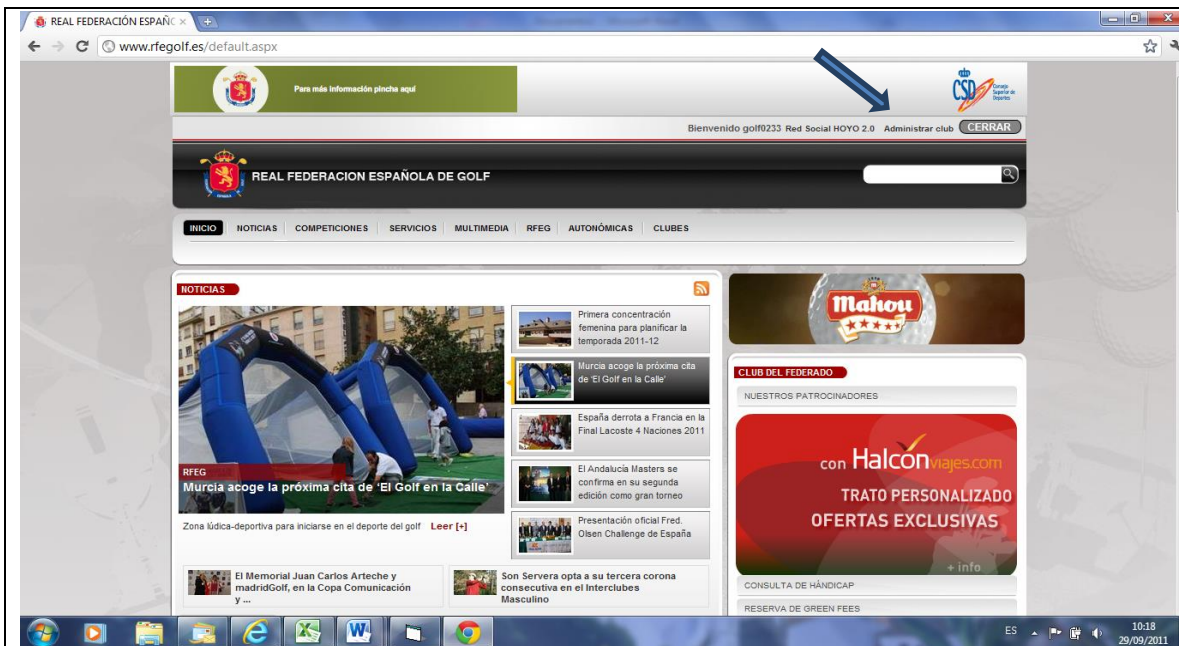 REAL FEDERACIÓN ESPAÑC
www.rfegolf.es/default.aspx
Para más información pincha aquí
CSD Consejo Superior de Deportes
Bienvenido golf0233 Red Social HOYO 2.0 Administrar club CERRAR
REAL FEDERACION ESPAÑOLA DE GOLF
INICIO NOTICIAS COMPETICIONES SERVICIOS MULTIMEDIA RFEG AUTONÓMICAS CLUBES
NOTICIAS
Primera concentración
femenina para planificar la
temporada 2011-12
Murcia acoge la próxima cita
de 'El Golf en la Calle'
España derrota a Francia en la
Final Lacoste 4 Naciones 2011
El Andalucía Masters se
confirma en su segunda
edición como gran torneo
Presentación oficial Fred.
Olsen Challenge de España
RFEG
Murcia acoge la próxima cita de 'El Golf en la Calle'
Zona lúdica-deportiva para iniciarse en el deporte del golf Leer [+]
El Memorial Juan Carlos Arteche y
madridGolf, en la Copa Comunicación
y ...
Son Servera opta a su tercera corona
consecutiva en el Interclubes
Masculino
Mahou
CLUB DEL FEDERADO
NUESTROS PATROCINADORES
con Halcónviajes.com
TRATO PERSONALIZADO
OFERTAS EXCLUSIVAS
+ info
CONSULTA DE HÁNDICAP
RESERVA DE GREEN FEES
ES
10:18
29/09/2011